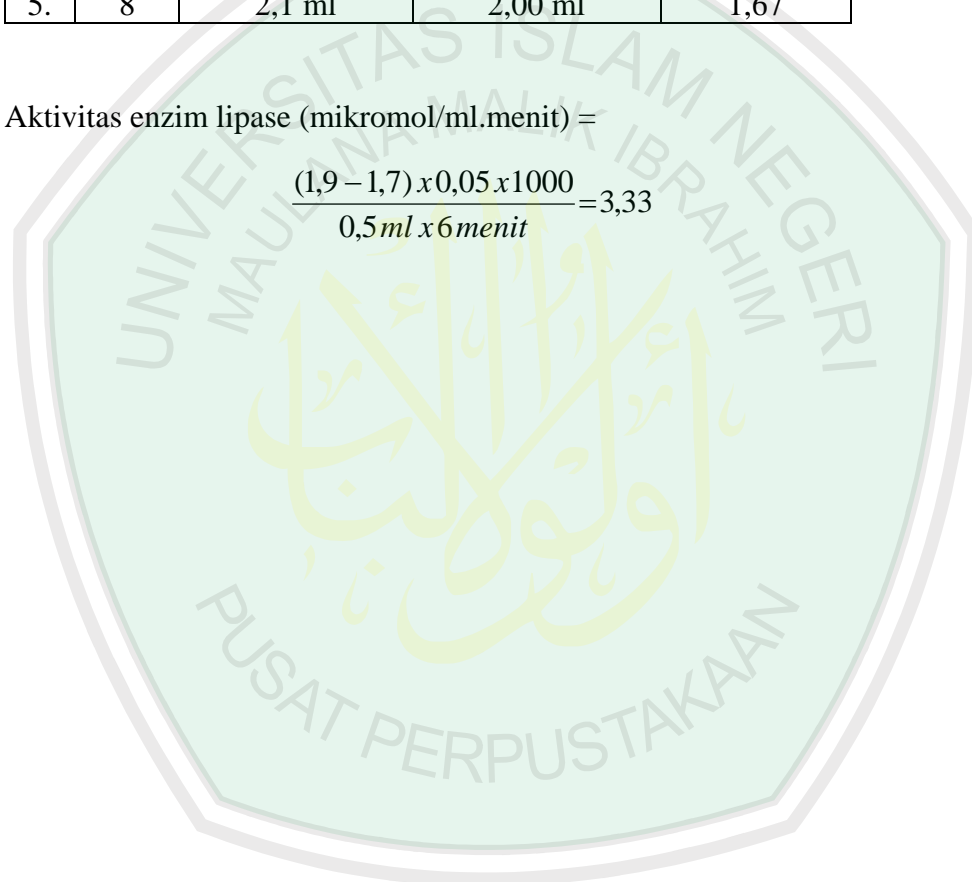 5. 8 2,1 ml 2,00 ml 1,67
Aktivitas enzim lipase (mikromol/ml.menit) =
(1,9 – 1,7) x 0,05 x 1000
0,5 ml x 6 menit
=3,33
UNIVERSITAS ISLAM NEGERI
MAULANA MALIK IBRAHIM
PUSAT PERPUSTAKAAN